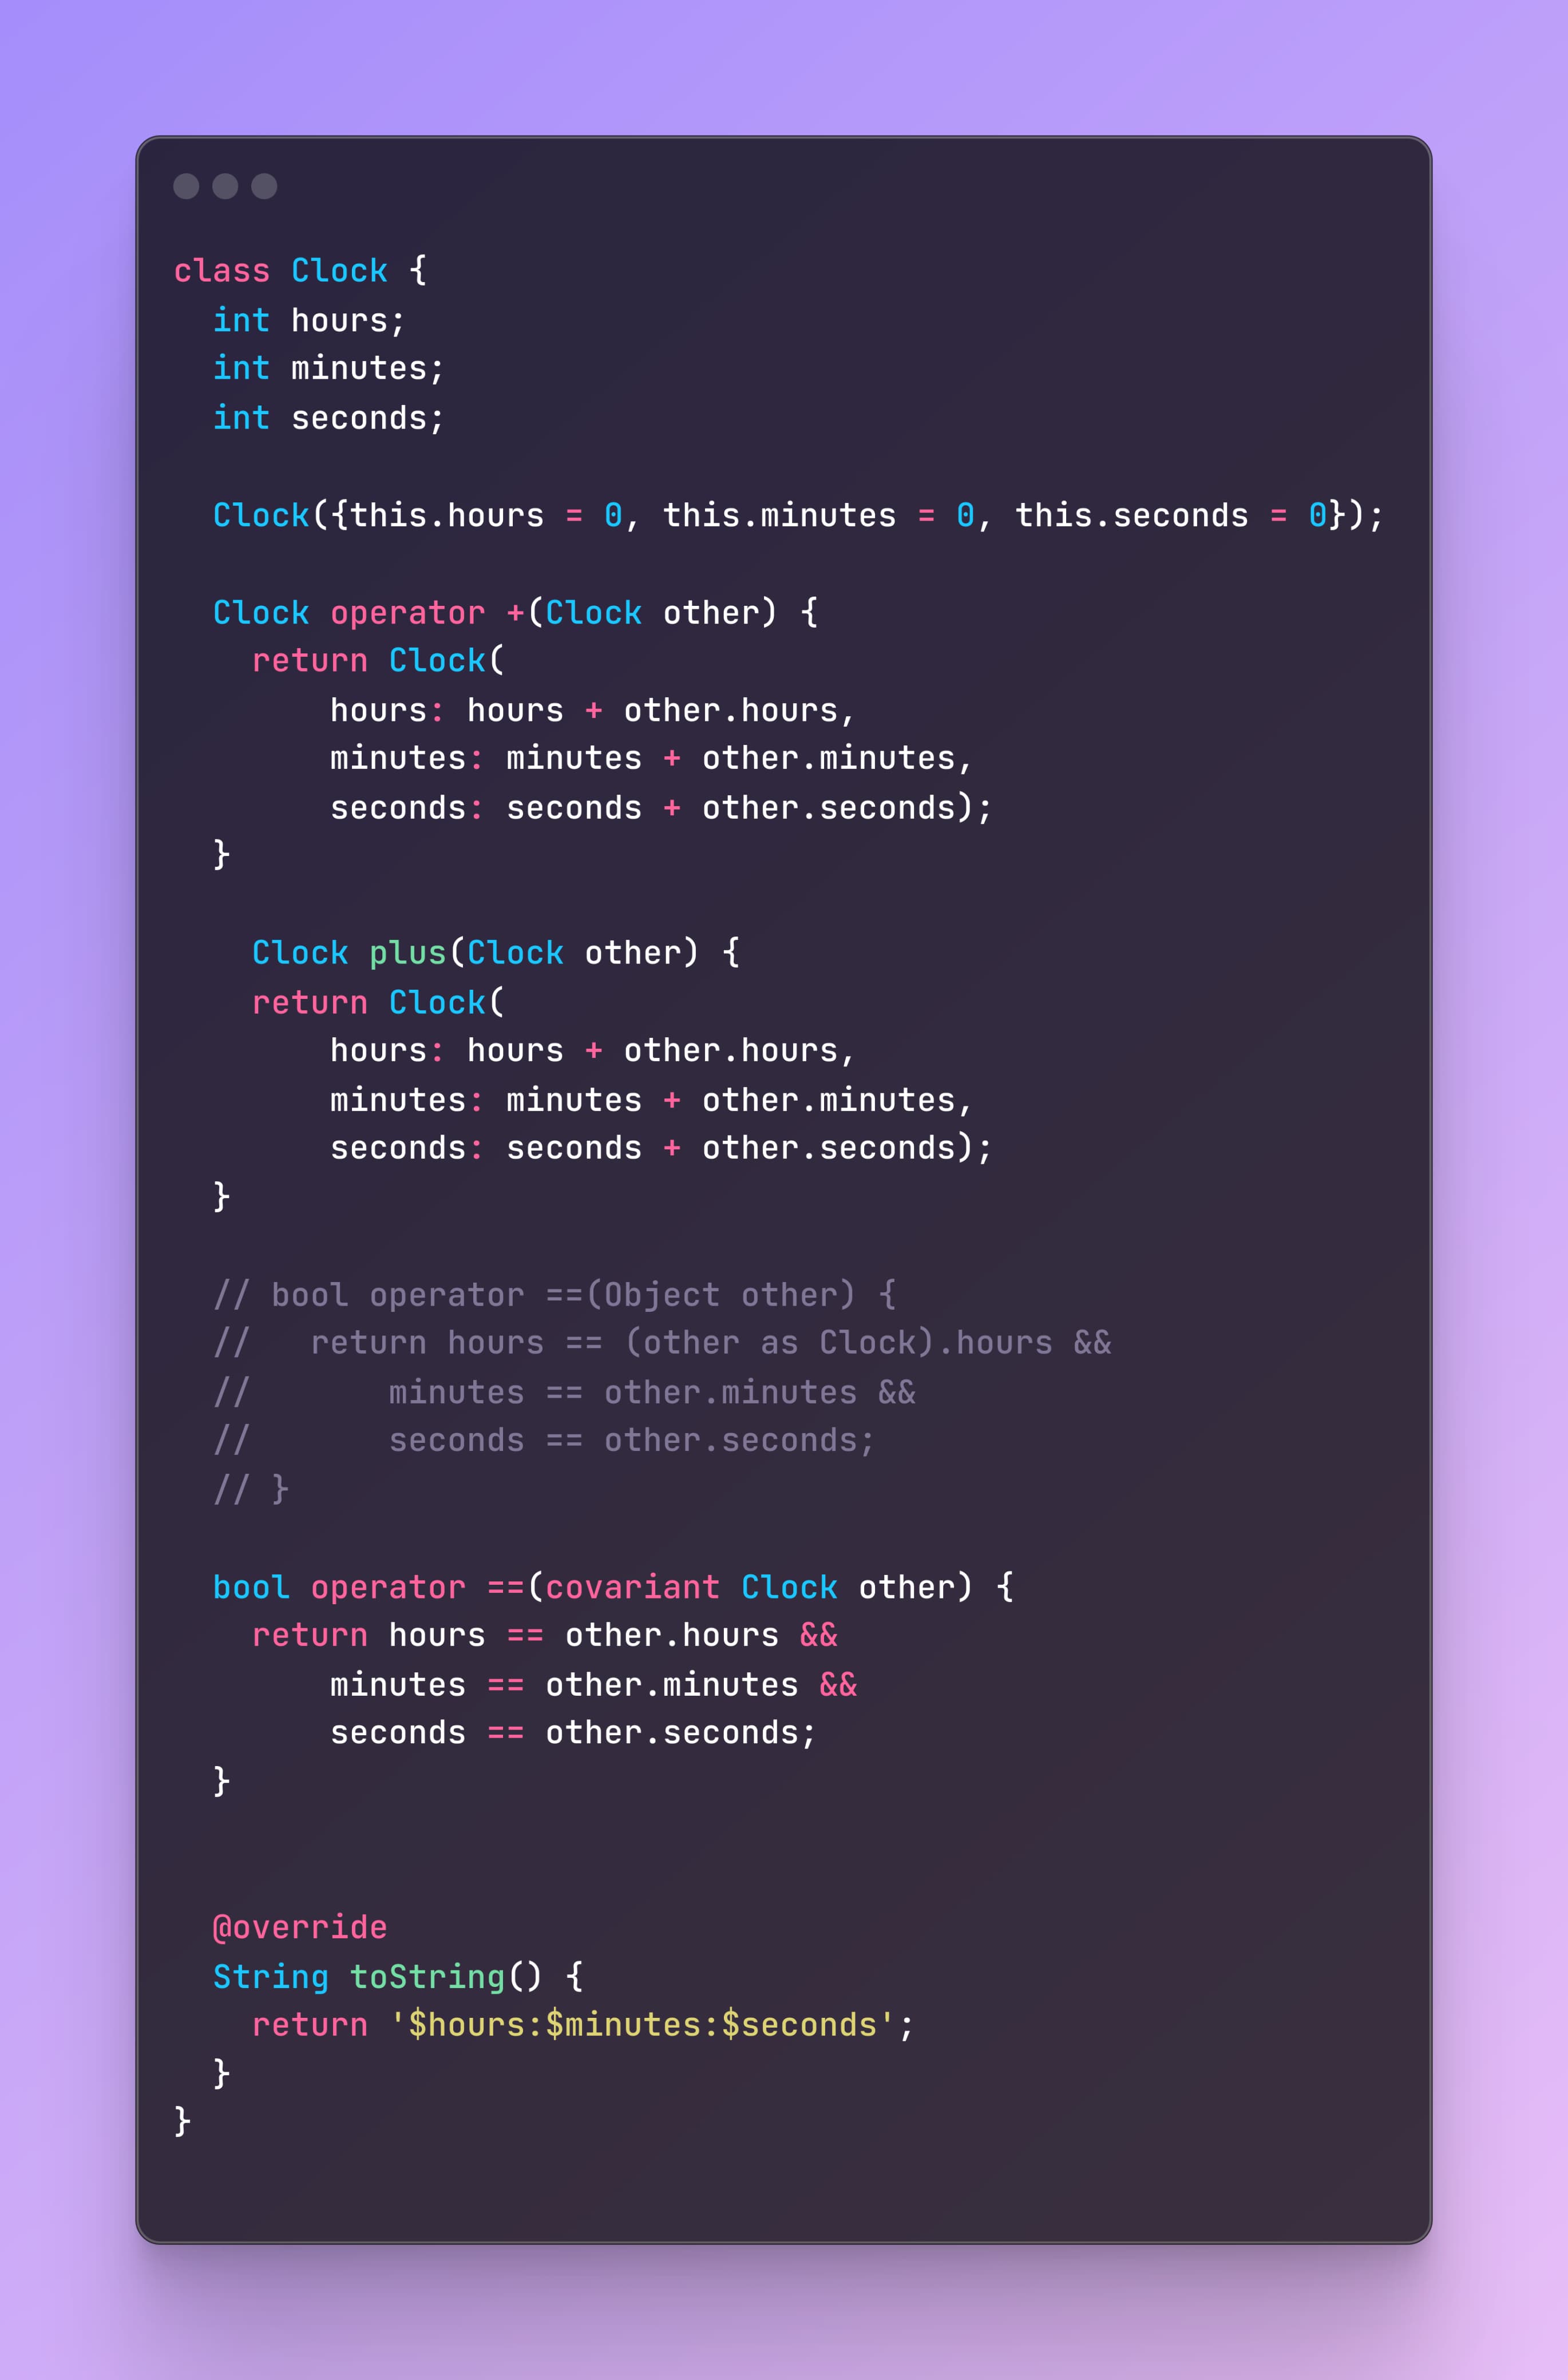 class Clock {
  int hours;
  int minutes;
  int seconds;

  Clock({this.hours = 0, this.minutes = 0, this.seconds = 0});

  Clock operator +(Clock other) {
    return Clock(
        hours: hours + other.hours,
        minutes: minutes + other.minutes,
        seconds: seconds + other.seconds);
  }

    Clock plus(Clock other) {
    return Clock(
        hours: hours + other.hours,
        minutes: minutes + other.minutes,
        seconds: seconds + other.seconds);
  }

  // bool operator ==(Object other) {
  //   return hours == (other as Clock).hours &&
  //       minutes == other.minutes &&
  //       seconds == other.seconds;
  // }

  bool operator ==(covariant Clock other) {
    return hours == other.hours &&
        minutes == other.minutes &&
        seconds == other.seconds;
  }


  @override
  String toString() {
    return '$hours:$minutes:$seconds';
  }
}